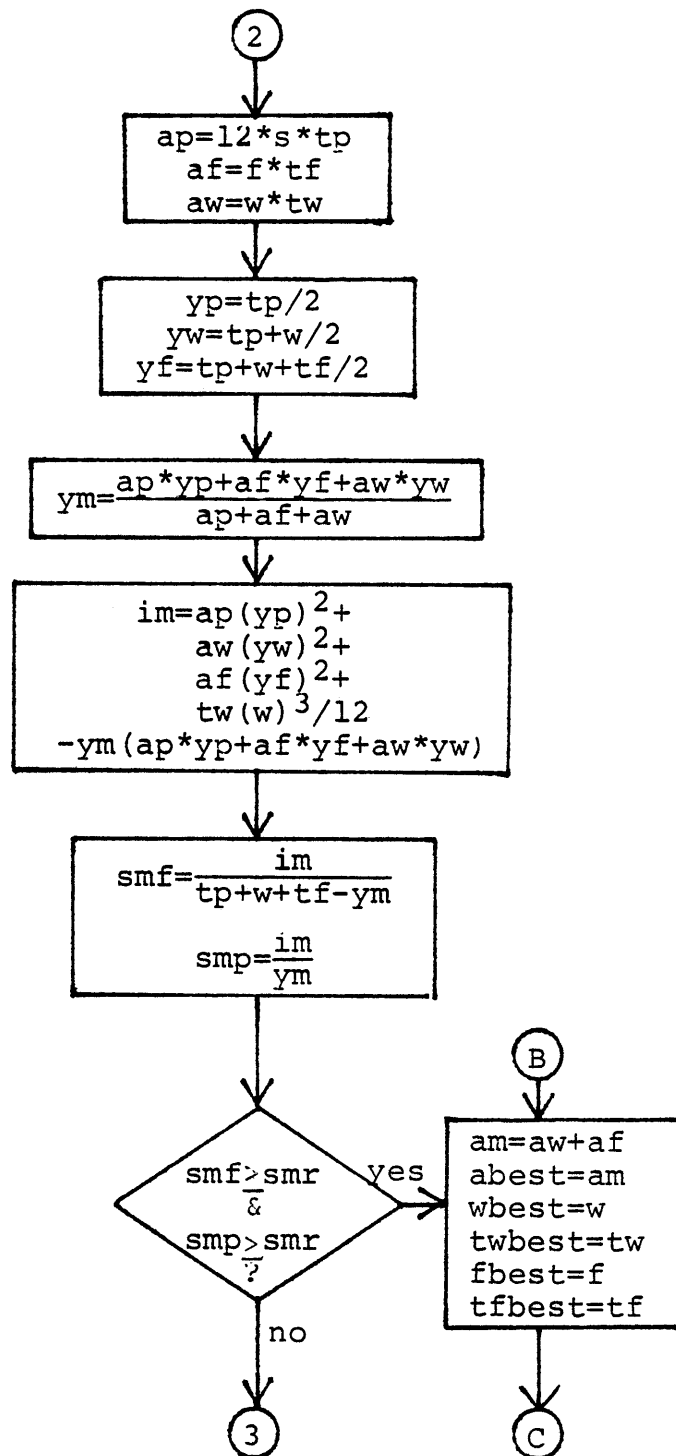 2
ap=12*s*tp
af=f*tf
aw=w*tw
yp=tp/2
yw=tp+w/2
yf=tp+w+tf/2
ym=ap*yp+af*yf+aw*yw
ap+af+aw
im=ap(yp)²+
aw(yw)²+
af(yf)²+
tw(w)³/12
-ym(ap*yp+af*yf+aw*yw)
smf=im
tp+w+tf-ym
smp=im
ym
smf≥smr
&
smp≥smr
?
yes
no
3
B
am=aw+af
abest=am
wbest=w
twbest=tw
fbest=f
tfbest=tf
C